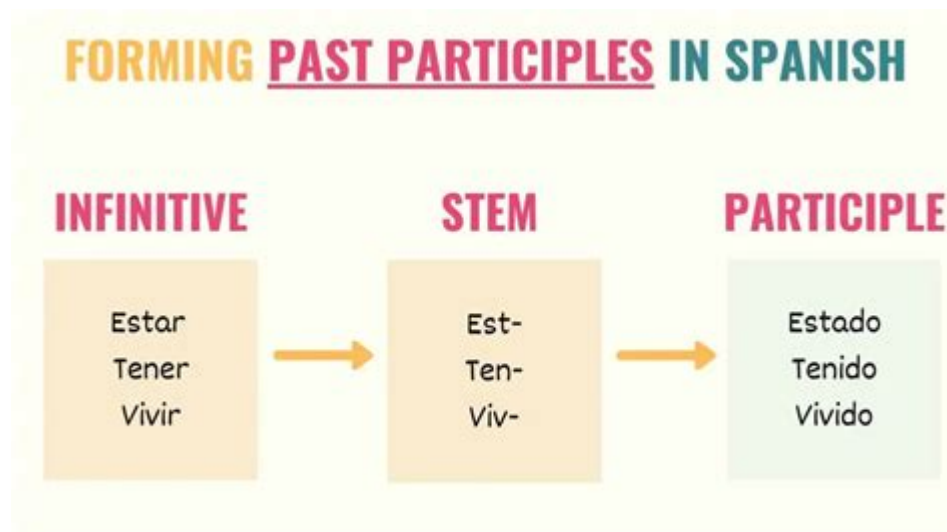 FORMING PAST PARTICIPLES IN SPANISH
INFINITIVE
Estar
Tener
Vivir
STEM
Est-
Ten-
Viv-
PARTICIPLE
Estado
Tenido
Vivido